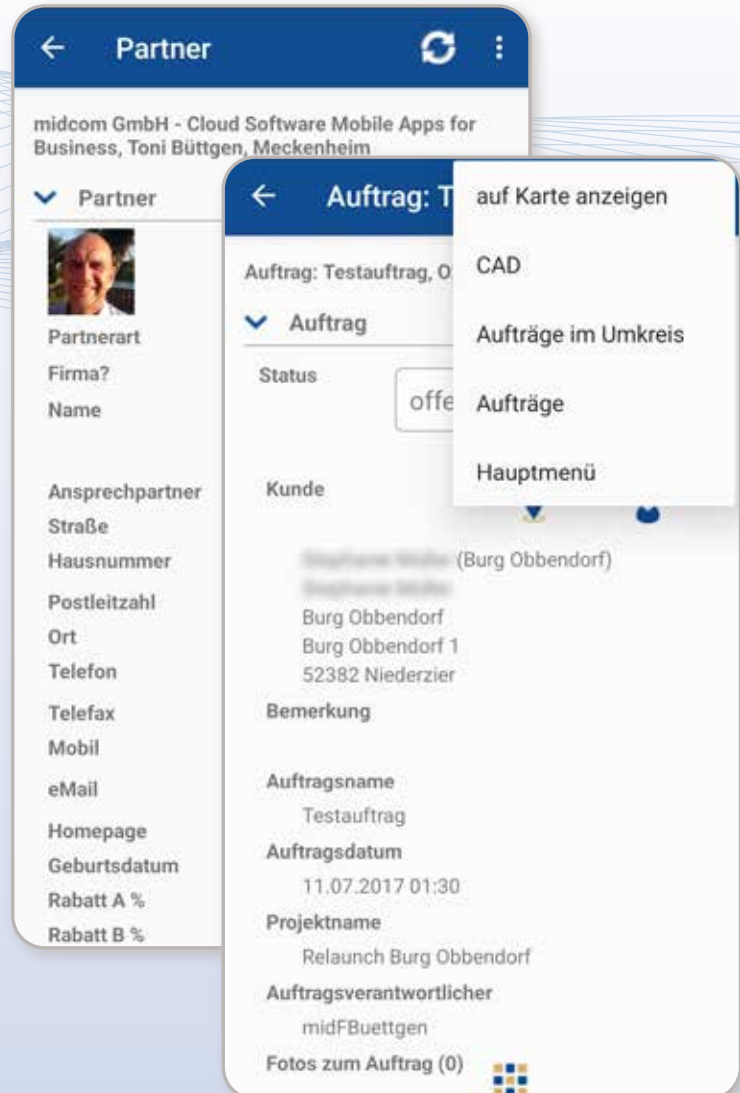 Partner
midcom GmbH - Cloud Software Mobile Apps for
Business, Toni Büttgen, Meckenheim
Partner
Partnerart
Firma?
Name
Ansprechpartner
Straße
Hausnummer
Postleitzahl
Ort
Telefon
Telefax
Mobil
eMail
Homepage
Geburtsdatum
Rabatt A %
Rabatt B %
Auftrag: T
Auftrag: Testauftrag, O
Auftrag
Status
offe
Kunde
(Burg Obbendorf)
Burg Obbendorf
Burg Obbendorf 1
52382 Niederzier
Bemerkung
Auftragsname
Testauftrag
Auftragsdatum
11.07.2017 01:30
Projektname
Relaunch Burg Obbendorf
Auftragsverantwortlicher
midFBuettgen
Fotos zum Auftrag (0)
auf Karte anzeigen
CAD
Aufträge im Umkreis
Aufträge
Hauptmenü